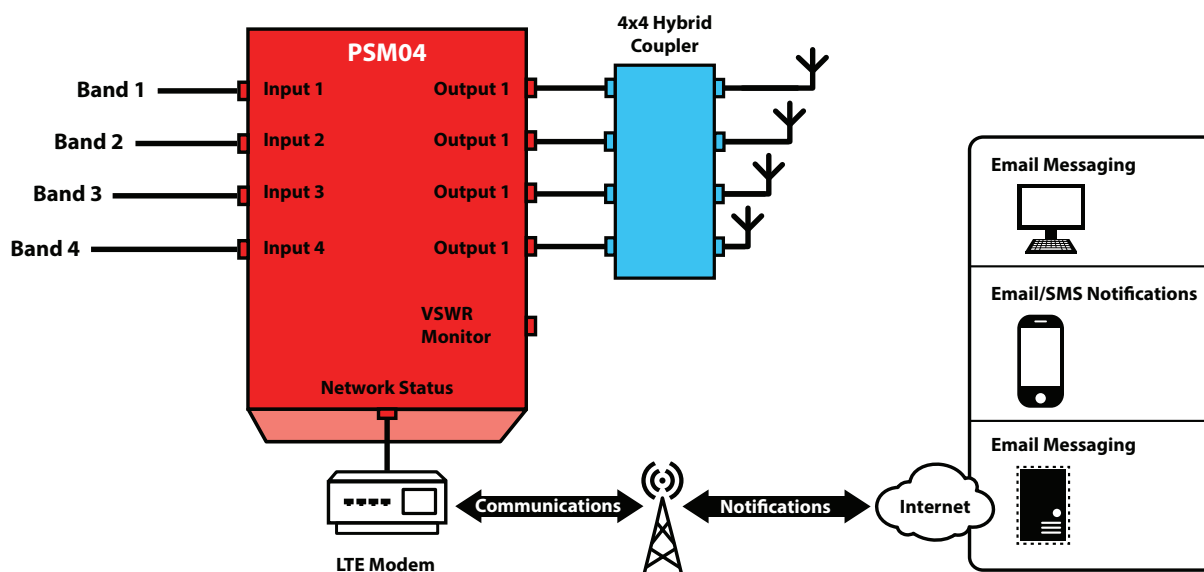 4x4 Hybrid
Coupler
PSM04
Band 1
Input 1
Output 1
Band 2
Input 2
Output 1
Band 3
Input 3
Output 1
Band 4
Input 4
Output 1
VSWR
Monitor
Network Status
LTE Modem
Communications
Notifications
Internet
Email Messaging
Email/SMS Notifications
Email Messaging